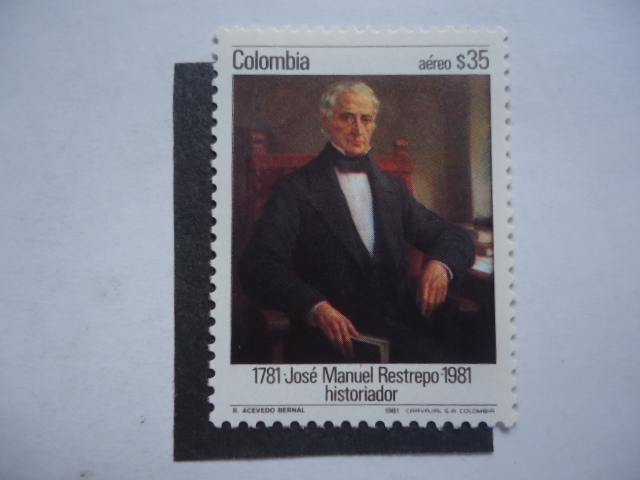 Colombia aéreo $35
1781·José Manuel Restrepo·1981
historiador
R. ACEVEDO BERNAL 1981 CARVAJAL S.A. COLOMBIA